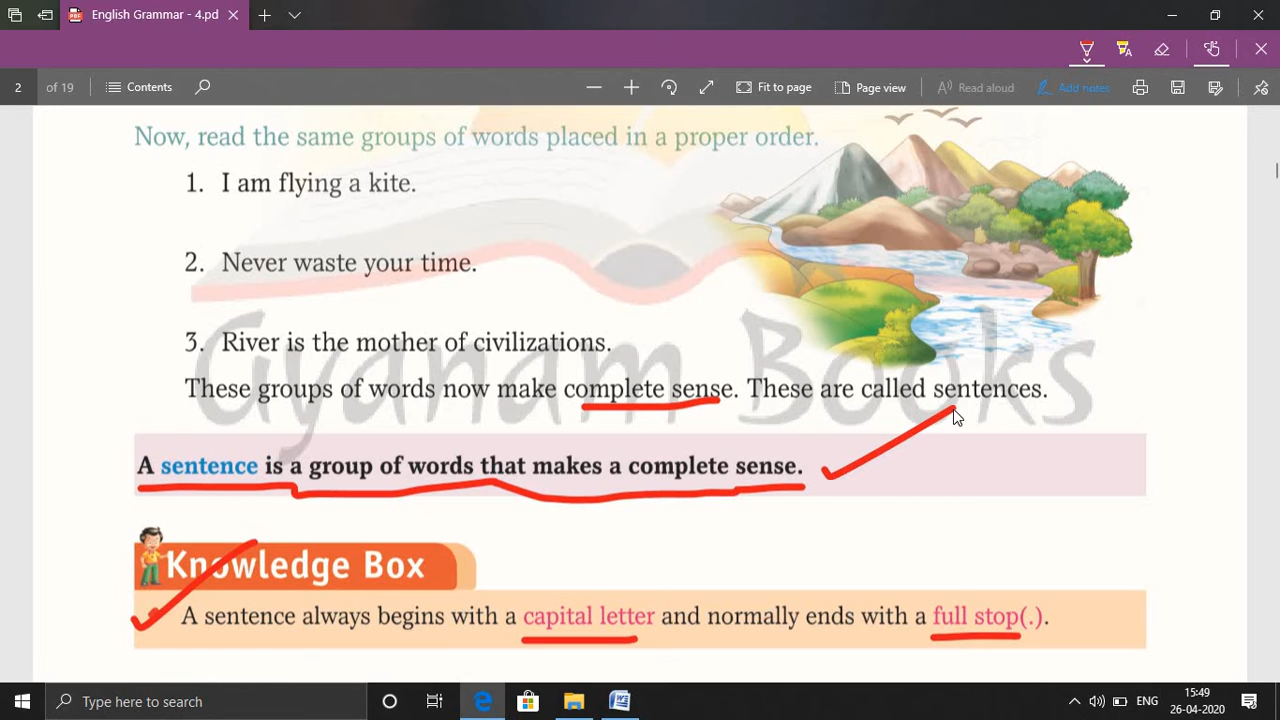 English Grammar - 4.pd
2 of 19 Contents Fit to page Page view Read aloud Add notes
Now, read the same groups of words placed in a proper order.
1. I am flying a kite.
2. Never waste your time.
3. River is the mother of civilizations.
Gyanam Books
These groups of words now make complete sense. These are called sentences.
A sentence is a group of words that makes a complete sense.
Knowledge Box
A sentence always begins with a capital letter and normally ends with a full stop(.).
Type here to search
ENG
15:49
26-04-2020